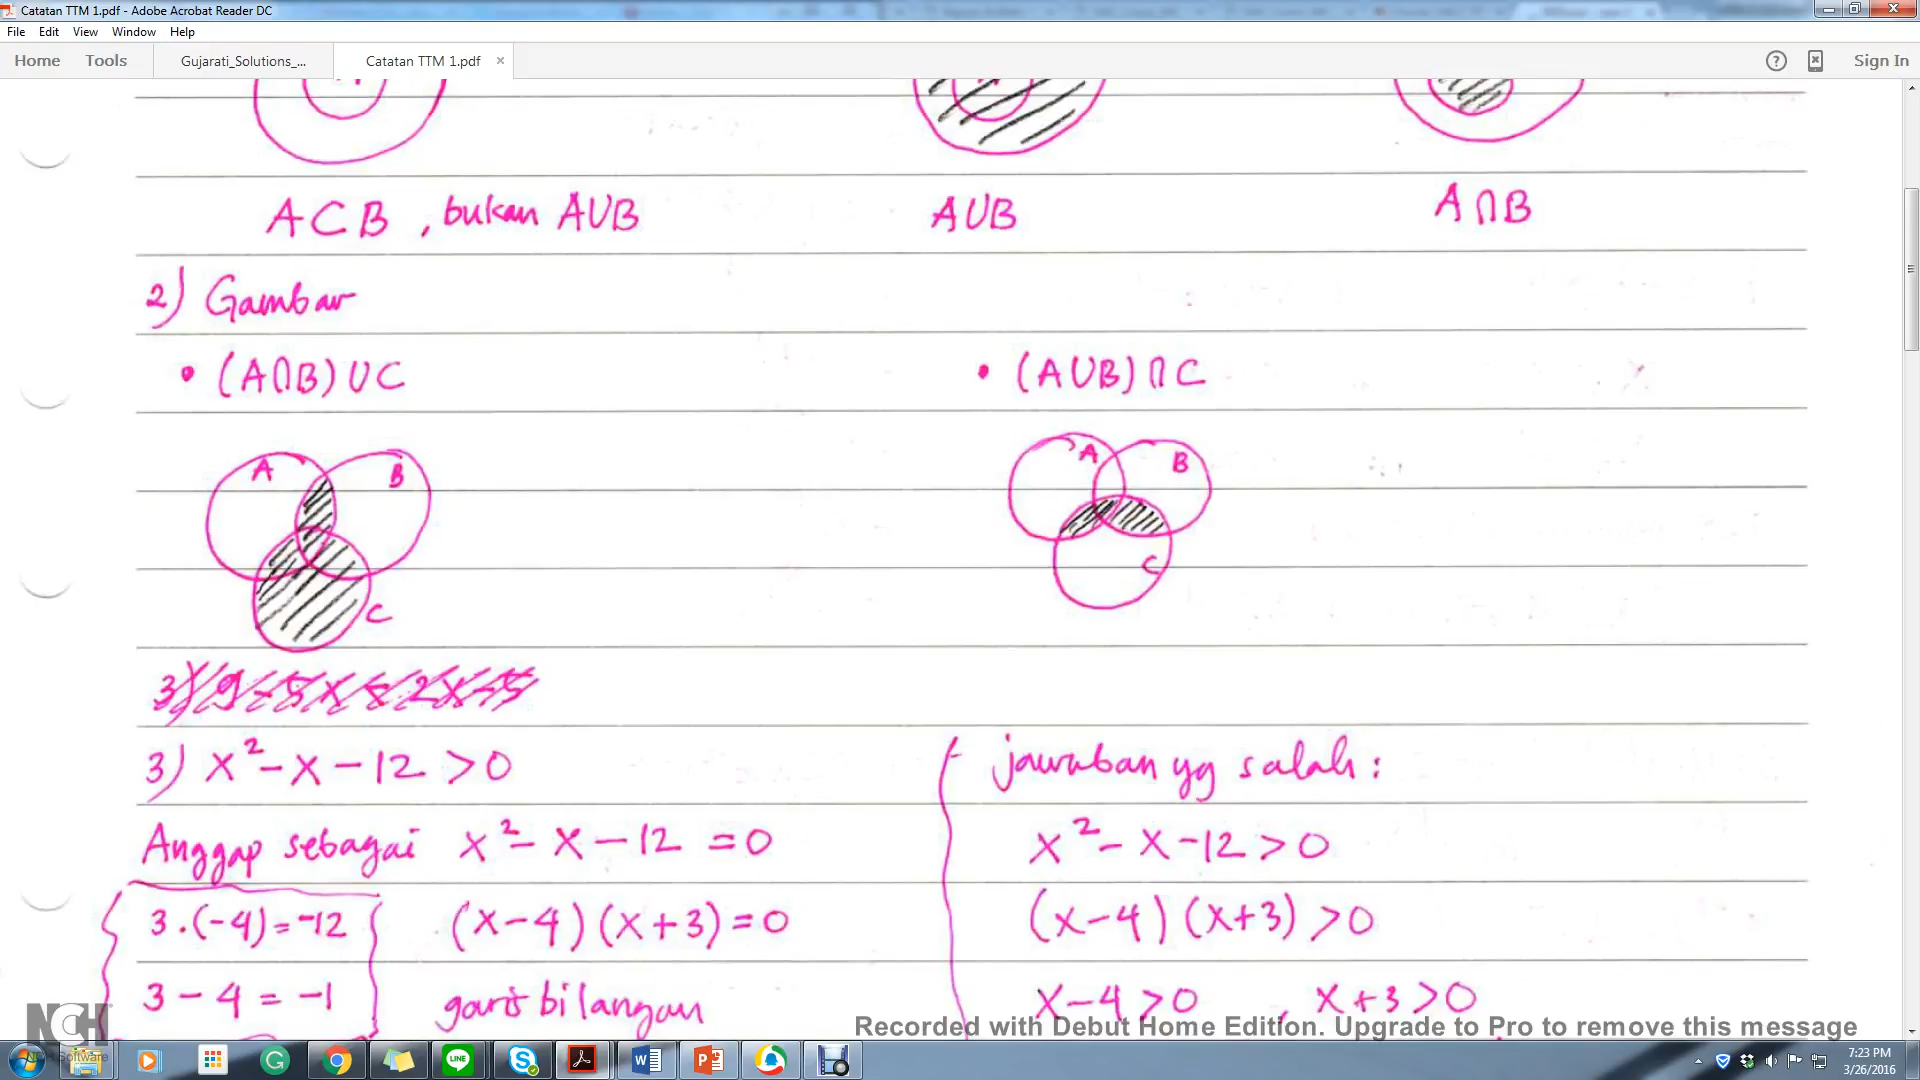 Catatan TTM 1.pdf - Adobe Acrobat Reader DC
File Edit View Window Help
Home Tools Gujarati_Solutions_... Catatan TTM 1.pdf × Sign In
A⊂B, bukan A∪B
A∪B
A∩B
2) Gambar
• (A∩B)∪C
• (A∪B)∩C
A B
C
A B
C
3) x² - x - 12 > 0
Anggap sebagai x² - x - 12 = 0
3 . (-4) = -12 (x-4)(x+3) = 0
3 - 4 = -1 garis bilangan
jawaban yg salah :
x² - x - 12 > 0
(x-4)(x+3) > 0
x-4 > 0 , x+3 > 0
NCH
NCH Software
Recorded with Debut Home Edition. Upgrade to Pro to remove this message
LINE
7:23 PM
3/26/2016